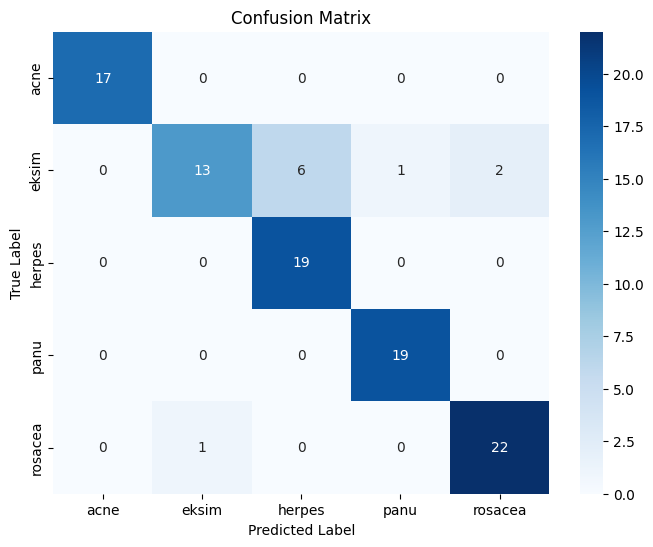 Confusion Matrix
acne 17 0 0 0 0
eksim 0 13 6 1 2
herpes 0 0 19 0 0
panu 0 0 0 19 0
rosacea 0 1 0 0 22
acne eksim herpes panu rosacea
Predicted Label
True Label
20.0
17.5
15.0
12.5
10.0
7.5
5.0
2.5
0.0